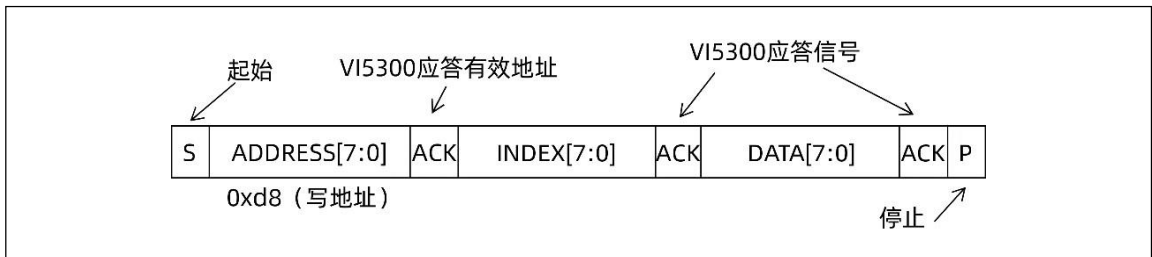 起始
VI5300应答有效地址
VI5300应答信号
S ADDRESS[7:0] ACK INDEX[7:0] ACK DATA[7:0] ACK P
0xd8（写地址）
停止